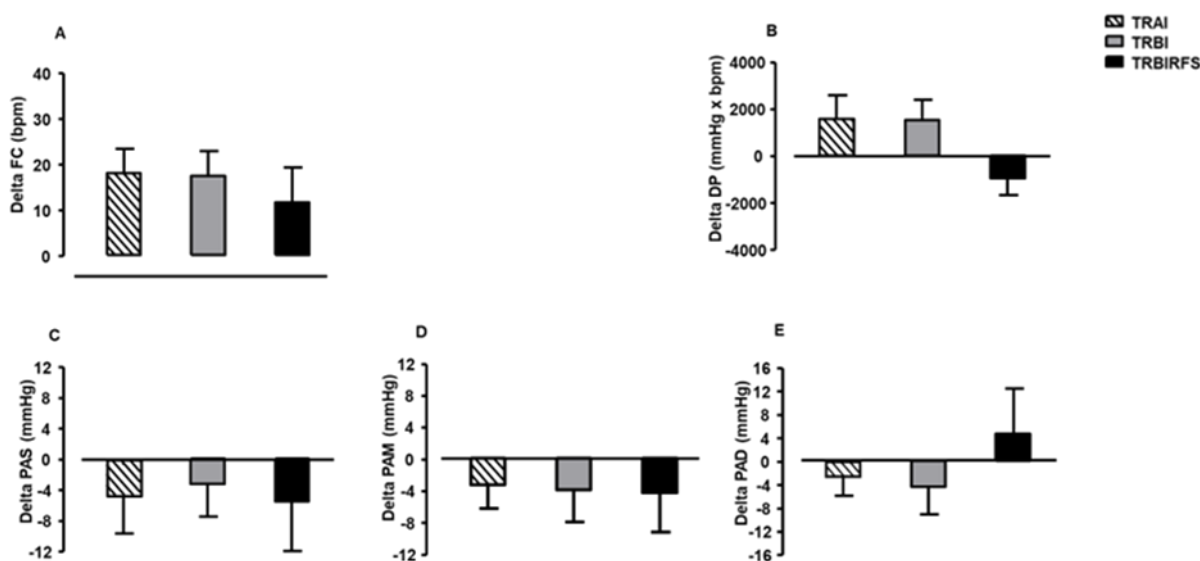 A
Delta FC (bpm)
40
30
20
10
0
B
Delta DP (mmHg x bpm)
4000
2000
0
-2000
-4000
TRAI
TRBI
TRBIRFS
C
Delta PAS (mmHg)
12
8
4
0
-4
-8
-12
D
Delta PAM (mmHg)
12
8
4
0
-4
-8
-12
E
Delta PAD (mmHg)
16
12
8
4
0
-4
-8
-12
-16